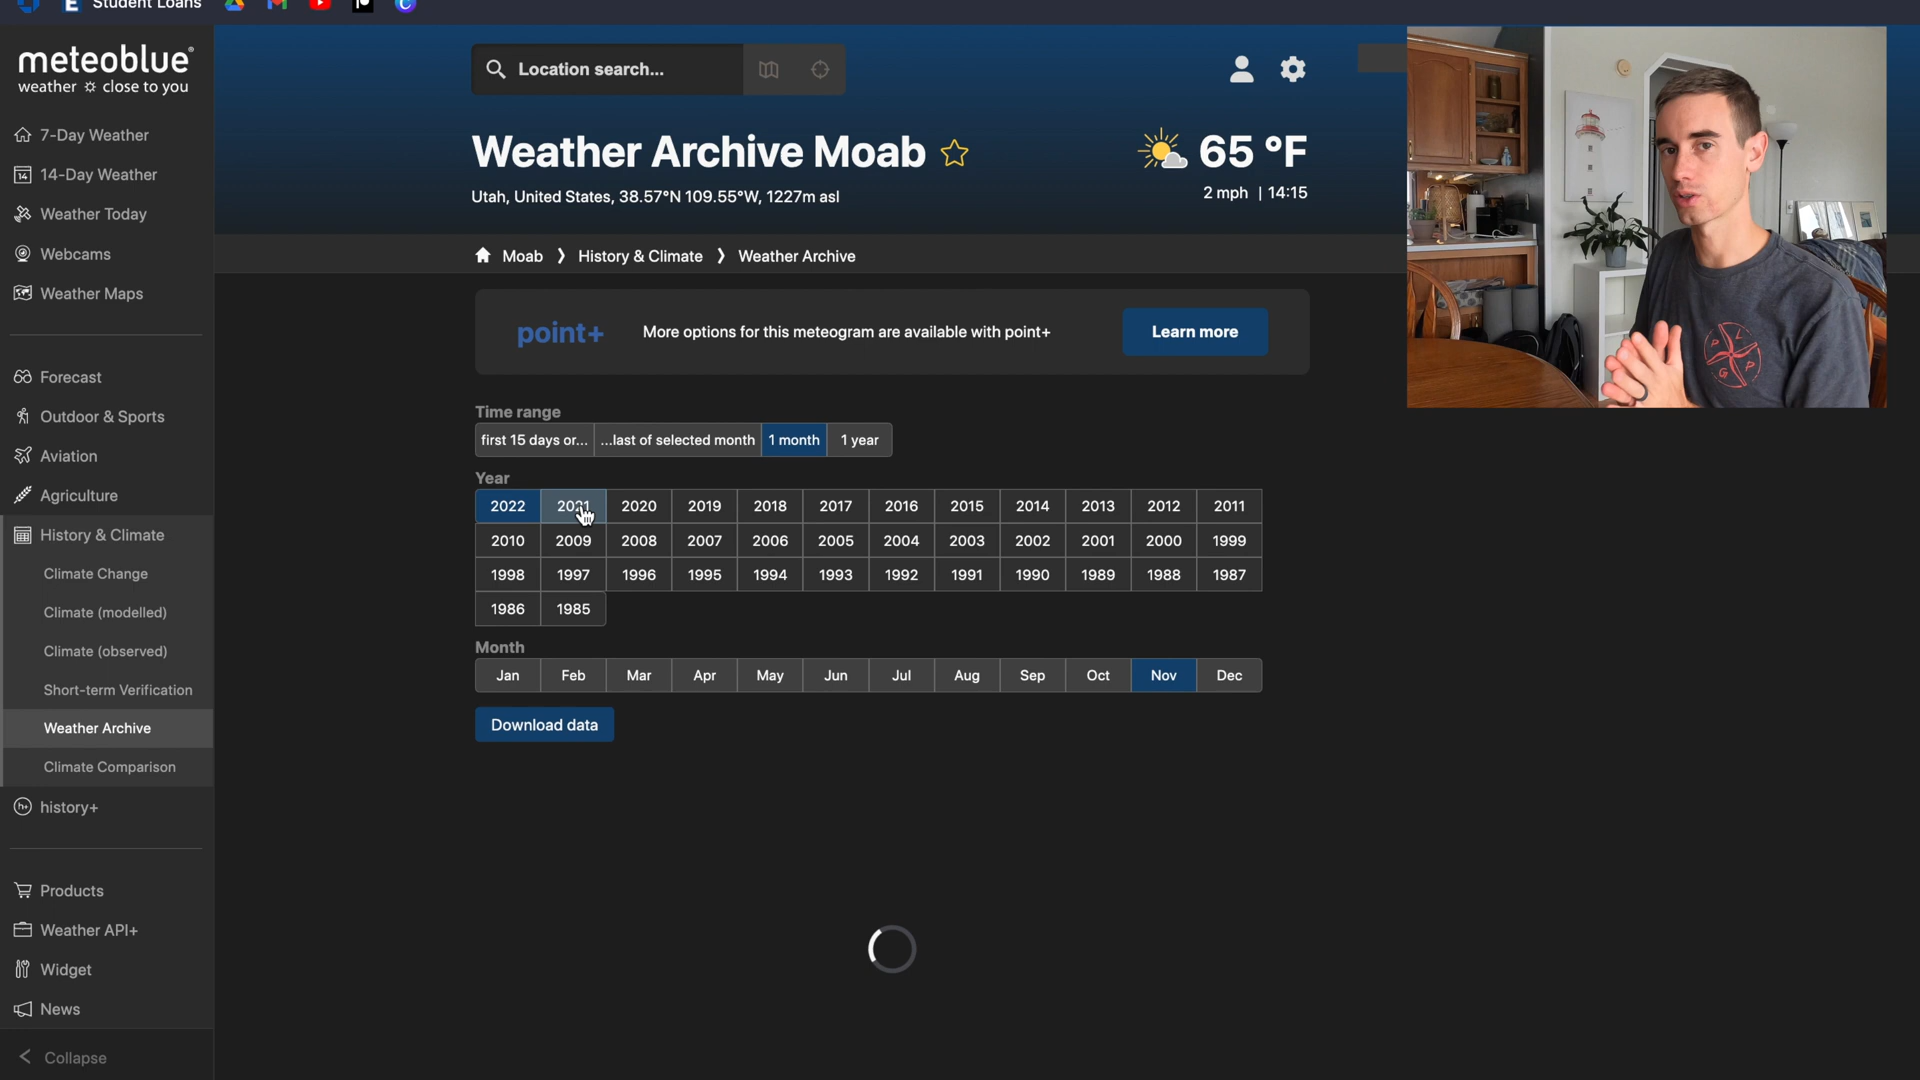 Student Loans
meteoblue®
weather ☼ close to you
7-Day Weather
14-Day Weather
Weather Today
Webcams
Weather Maps
Forecast
Outdoor & Sports
Aviation
Agriculture
History & Climate
Climate Change
Climate (modelled)
Climate (observed)
Short-term Verification
Weather Archive
Climate Comparison
history+
Products
Weather API+
Widget
News
Collapse
Location search...
Weather Archive Moab
65 °F
Utah, United States, 38.57°N 109.55°W, 1227m asl
2 mph | 14:15
Moab ❯ History & Climate ❯ Weather Archive
point+ More options for this meteogram are available with point+ Learn more
Time range
first 15 days or... ...last of selected month 1 month 1 year
Year
2022 2021 2020 2019 2018 2017 2016 2015 2014 2013 2012 2011
2010 2009 2008 2007 2006 2005 2004 2003 2002 2001 2000 1999
1998 1997 1996 1995 1994 1993 1992 1991 1990 1989 1988 1987
1986 1985
Month
Jan Feb Mar Apr May Jun Jul Aug Sep Oct Nov Dec
Download data
P L P G